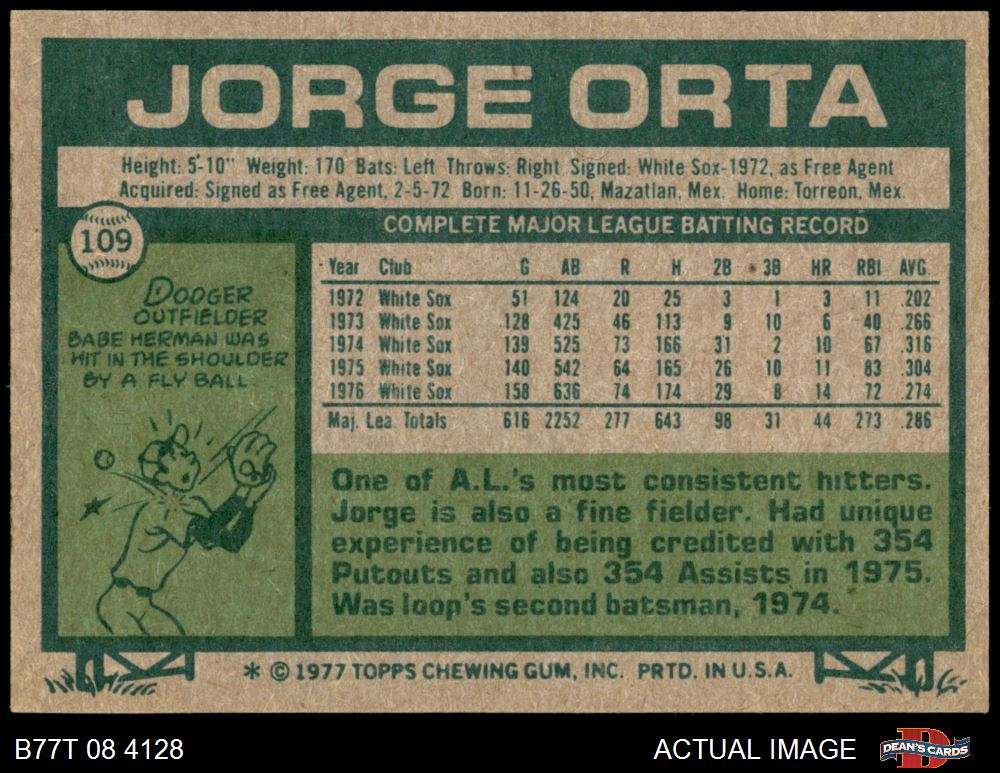 JORGE ORTA
Height: 5'-10" Weight: 170 Bats: Left Throws: Right Signed: White Sox-1972, as Free Agent
Acquired: Signed as Free Agent, 2-5-72 Born: 11-26-50, Mazatlan, Mex. Home: Torreon, Mex.
109
DODGER
OUTFIELDER
BABE HERMAN WAS
HIT IN THE SHOULDER
BY A FLY BALL.
COMPLETE MAJOR LEAGUE BATTING RECORD
Year Club G AB R H 2B 3B HR RBI AVG.
1972 White Sox 51 124 20 25 3 1 3 11 .202
1973 White Sox 128 425 46 113 9 10 6 40 .266
1974 White Sox 139 525 73 166 31 2 10 67 .316
1975 White Sox 140 542 64 165 26 10 11 83 .304
1976 White Sox 158 636 74 174 29 8 14 72 .274
Maj. Lea. Totals 616 2252 277 643 98 31 44 273 .286
One of A.L.'s most consistent hitters.
Jorge is also a fine fielder. Had unique
experience of being credited with 354
Putouts and also 354 Assists in 1975.
Was loop's second batsman, 1974.
* © 1977 TOPPS CHEWING GUM, INC. PRTD. IN U.S.A.
B77T 08 4128
ACTUAL IMAGE
DEAN'S CARDS